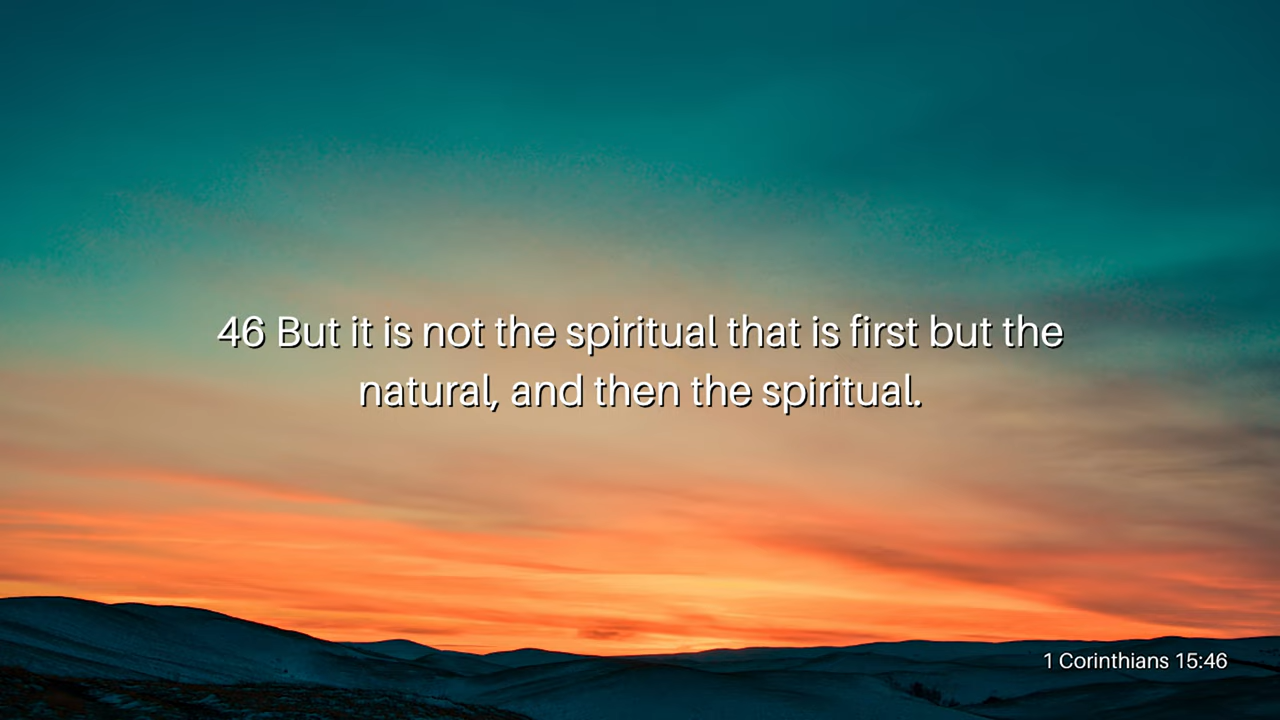 46 But it is not the spiritual that is first but the
natural, and then the spiritual.
1 Corinthians 15:46